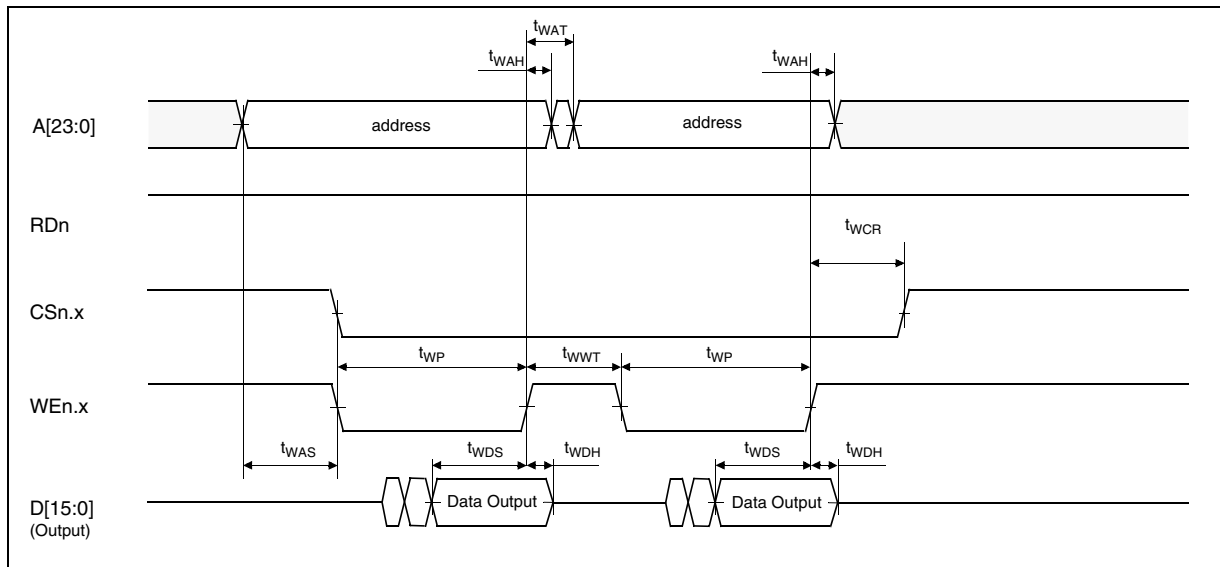 tWAT
tWAH
tWAH
A[23:0]
address
address
RDn
tWCR
CSn.x
tWP
tWWT
tWP
WEn.x
tWAS
tWDS
tWDH
tWDS
tWDH
D[15:0]
(Output)
Data Output
Data Output